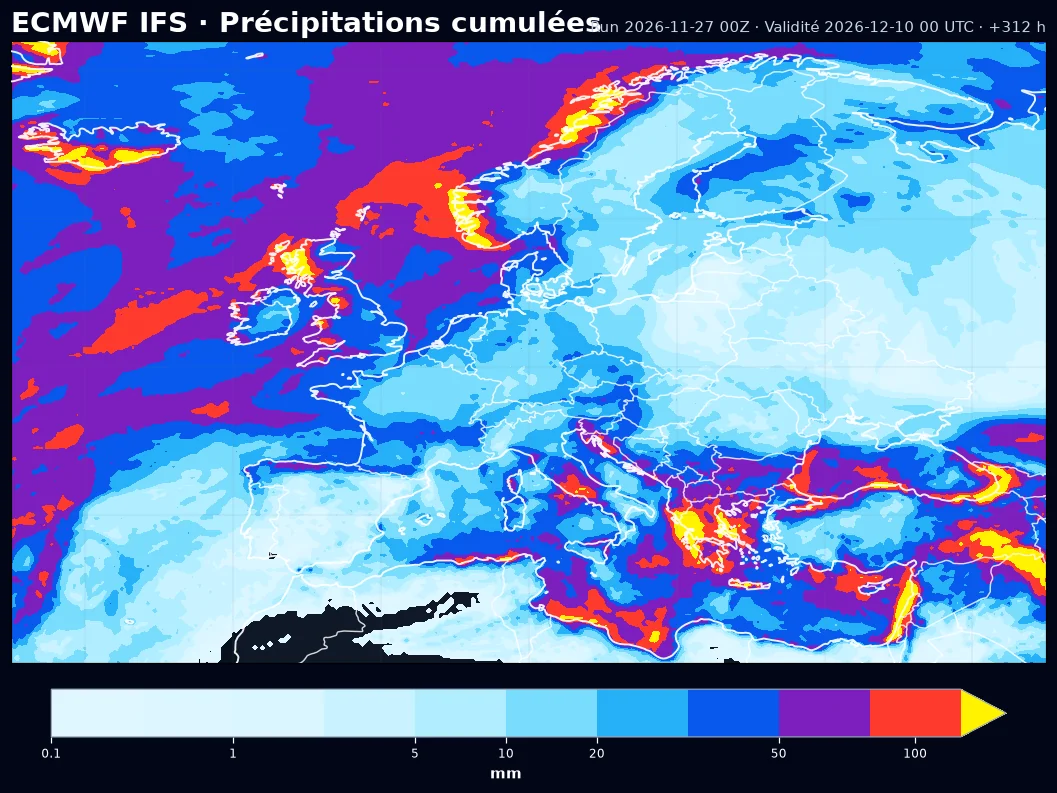 ECMWF IFS · Précipitations cumulées
Run 2026-11-27 00Z · Validité 2026-12-10 00 UTC · +312 h
0.1 1 5 10 20 50 100
mm